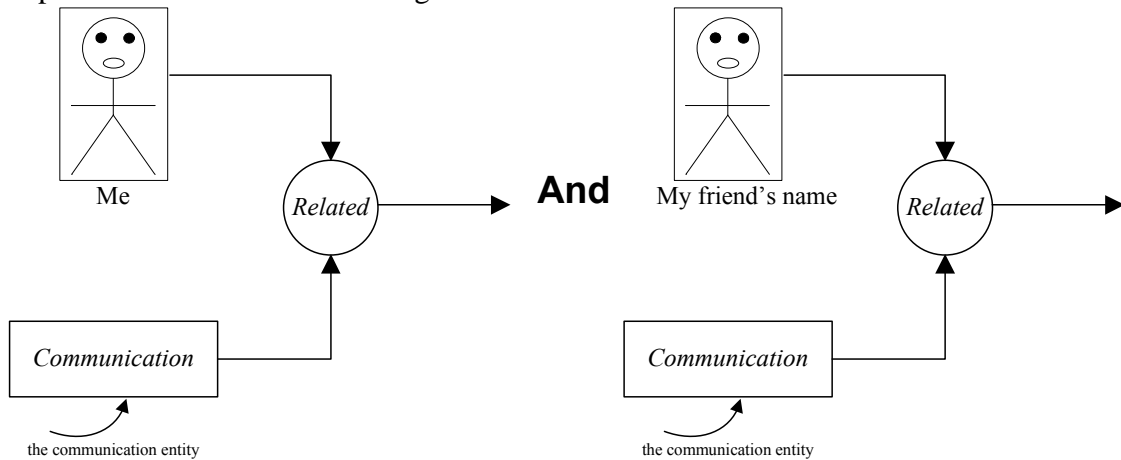 Me
Related
Communication
the communication entity
And
My friend's name
Related
Communication
the communication entity